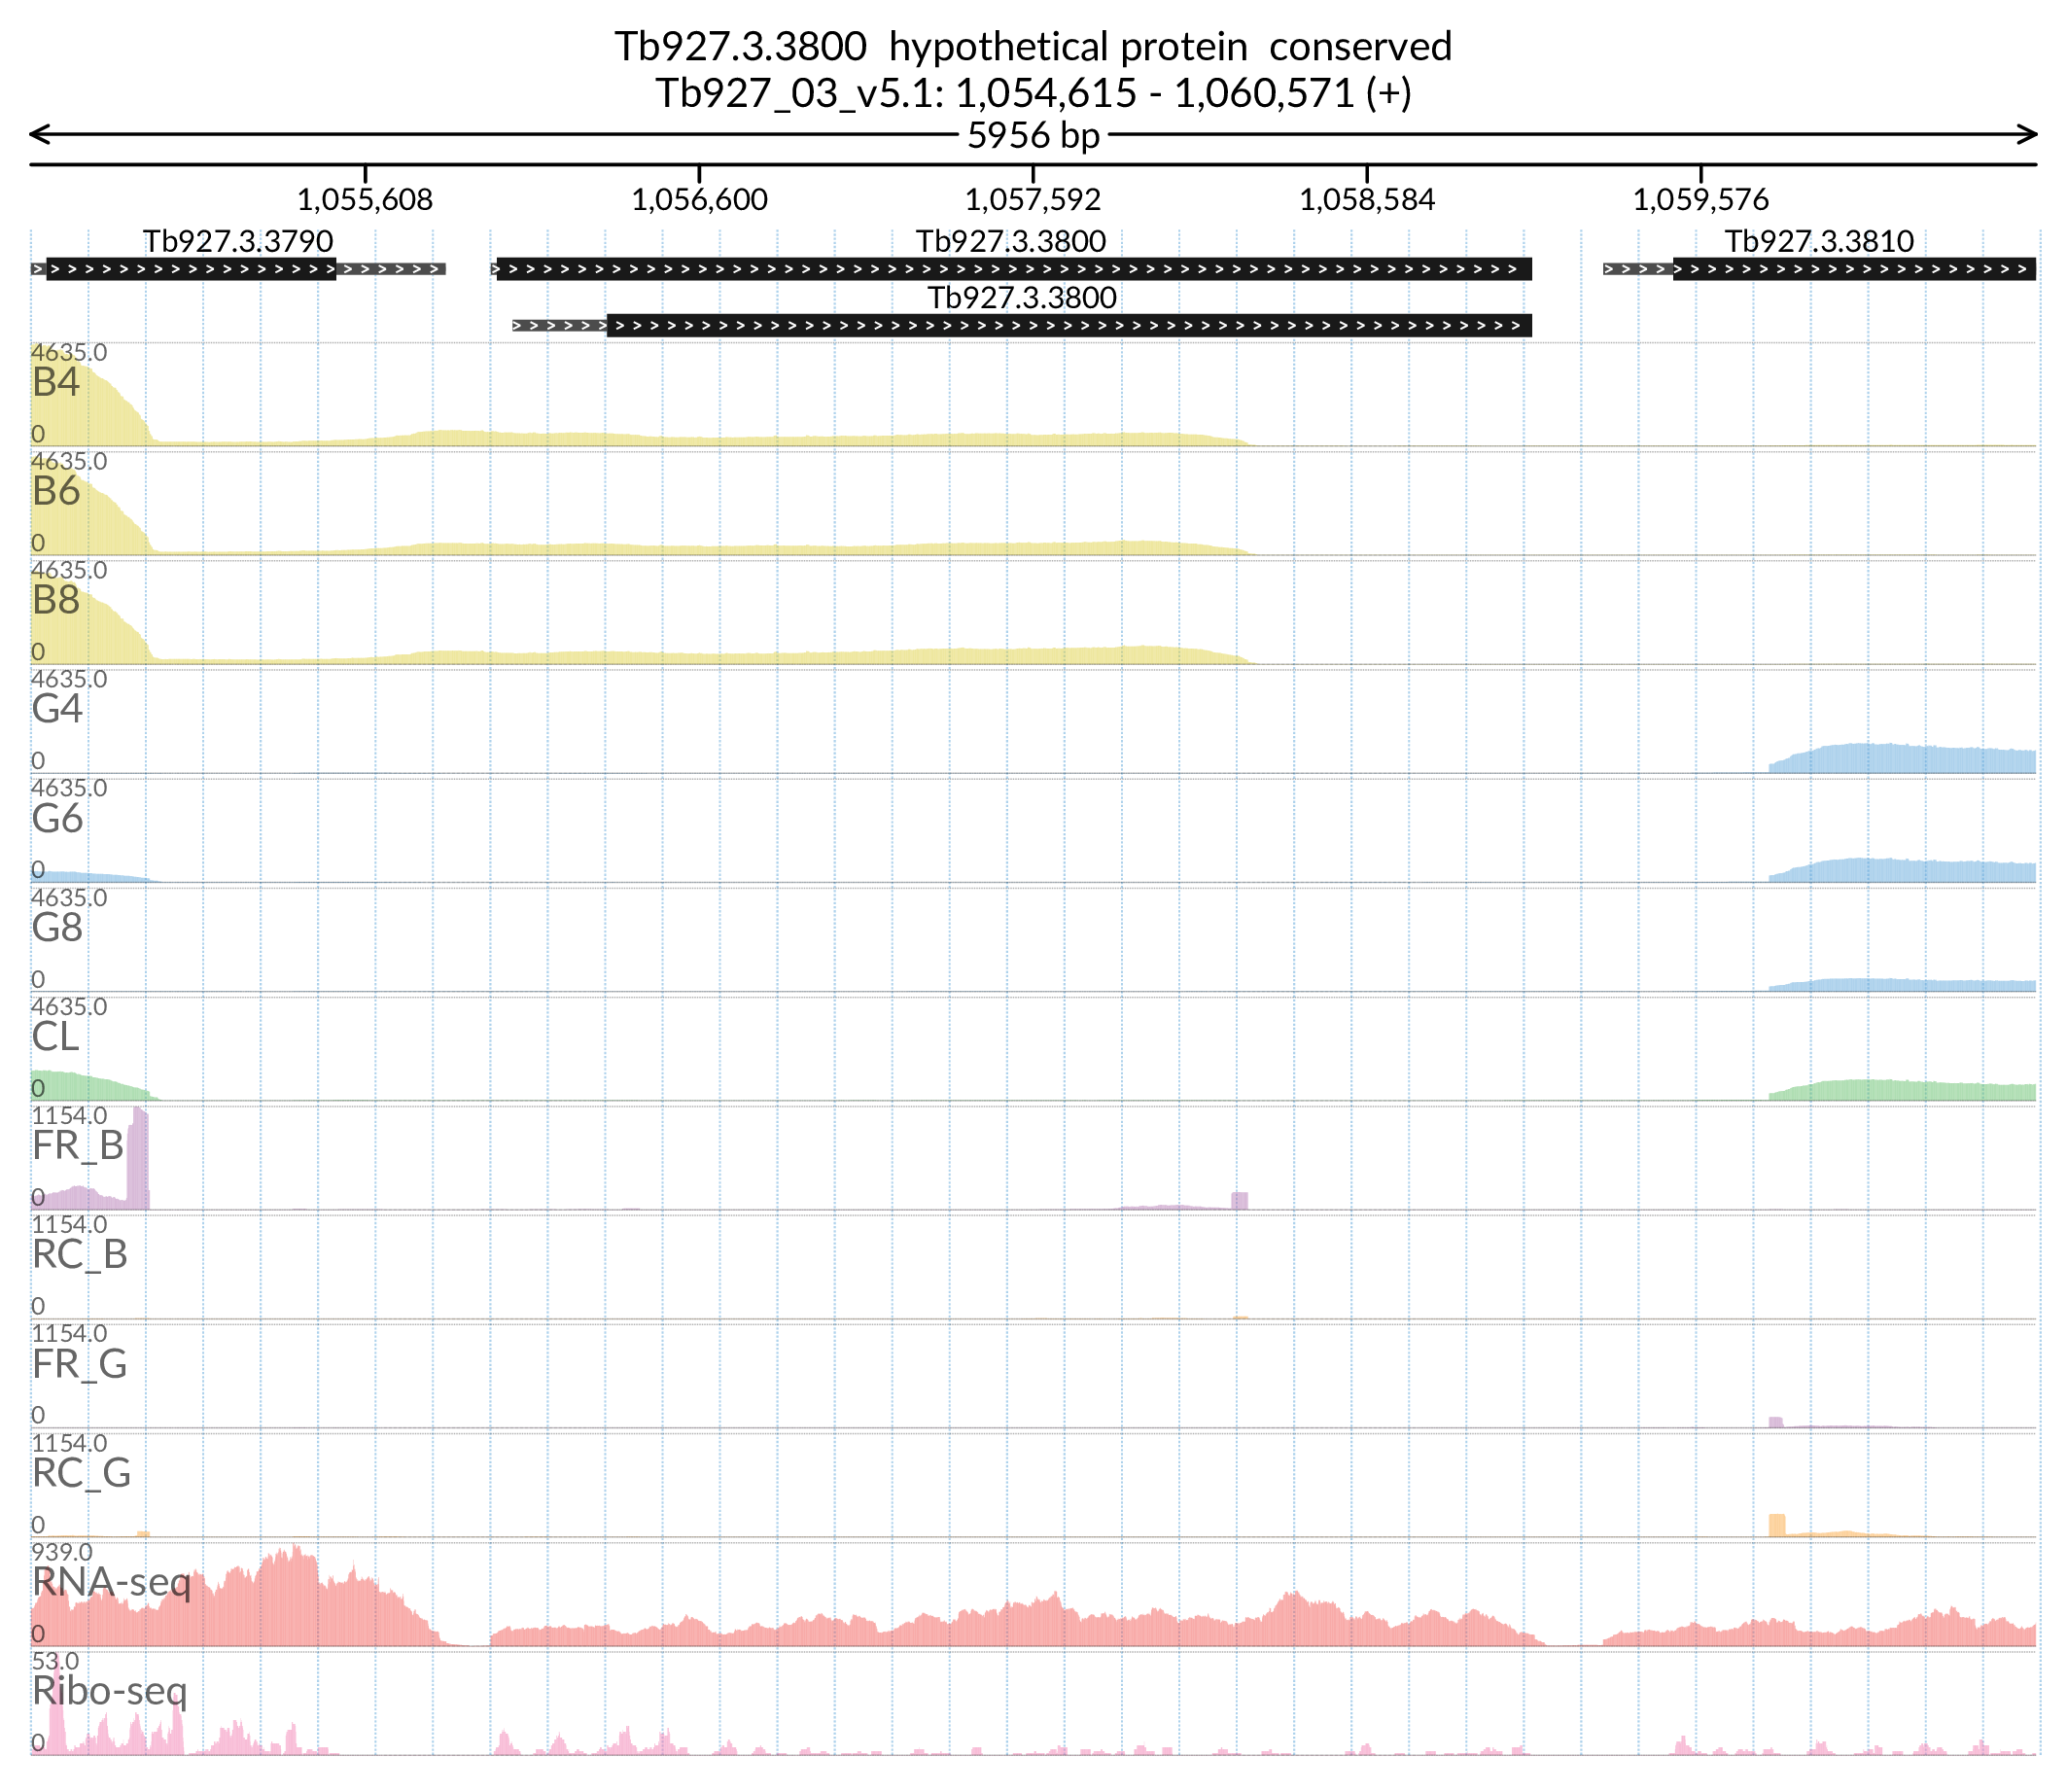 Tb927.3.3800 hypothetical protein conserved
Tb927_03_v5.1: 1,054,615 - 1,060,571 (+)
5956 bp
1,055,608 1,056,600 1,057,592 1,058,584 1,059,576
Tb927.3.3790 Tb927.3.3800 Tb927.3.3810
Tb927.3.3800
4635.0
B4
0
4635.0
B6
0
4635.0
B8
0
4635.0
G4
0
4635.0
G6
0
4635.0
G8
0
4635.0
CL
0
1154.0
FR_B
0
1154.0
RC_B
0
1154.0
FR_G
0
1154.0
RC_G
0
939.0
RNA-seq
0
53.0
Ribo-seq
0